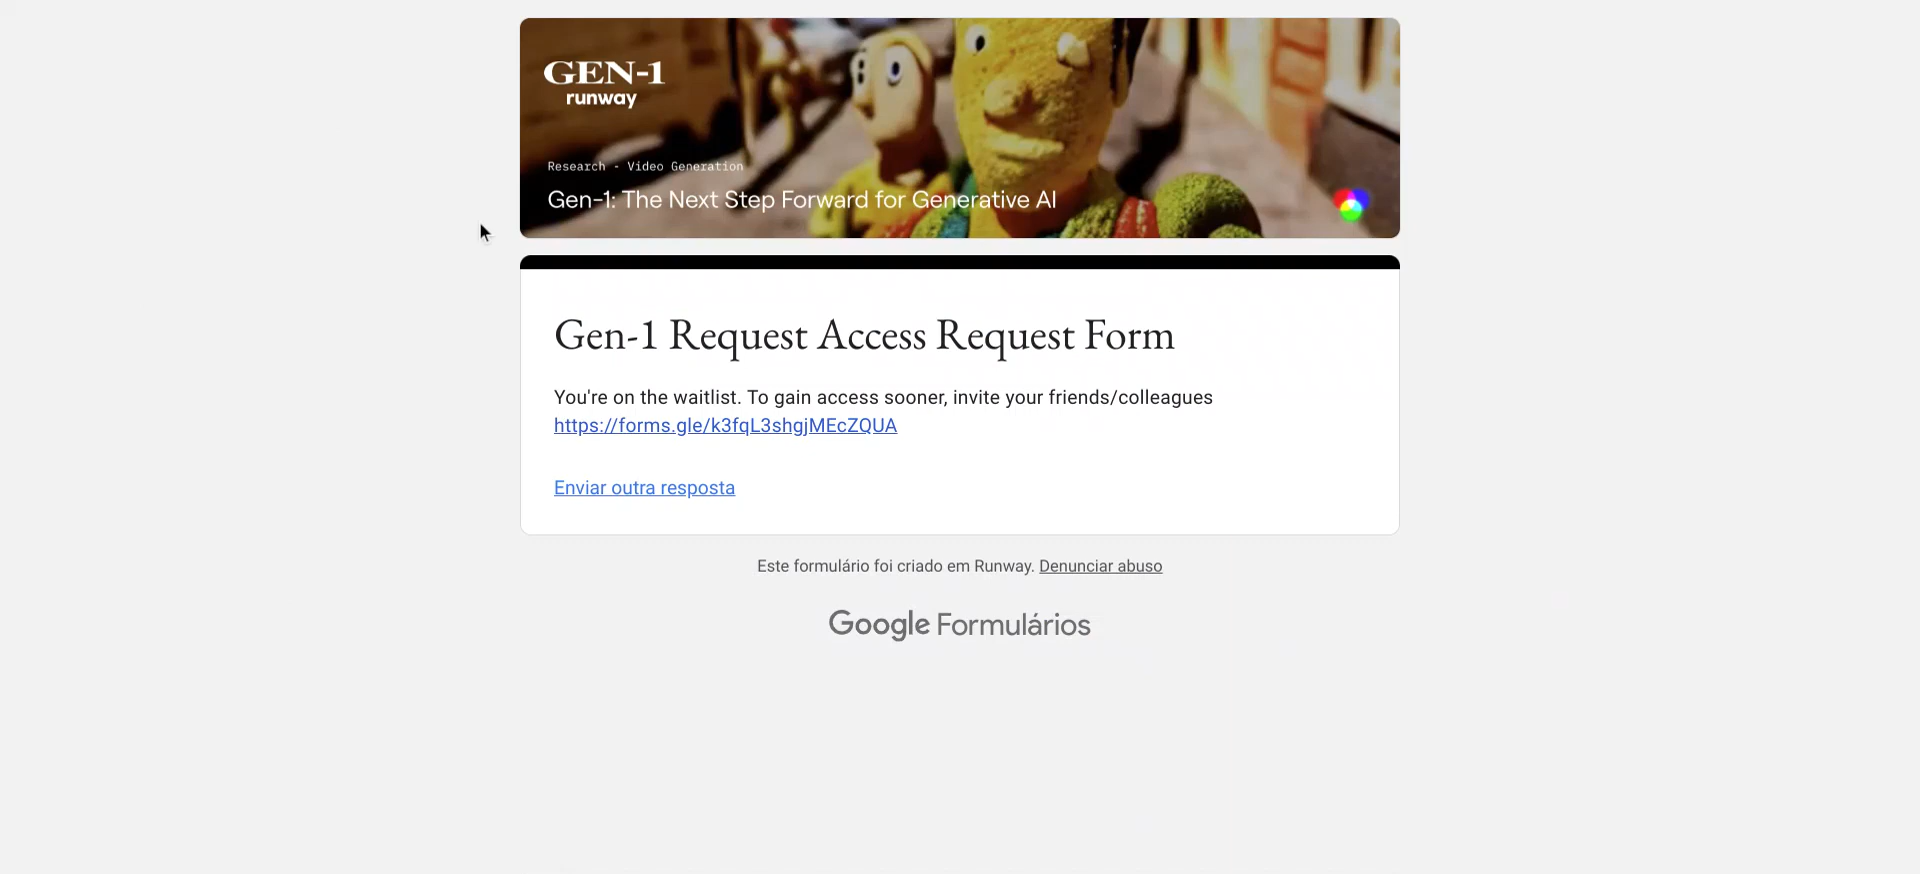 GEN-1
runway
Research - Video Generation
Gen-1: The Next Step Forward for Generative AI
Gen-1 Request Access Request Form
You're on the waitlist. To gain access sooner, invite your friends/colleagues
https://forms.gle/k3fqL3shgjMEcZQUA
Enviar outra resposta
Este formulário foi criado em Runway. Denunciar abuso
Google Formulários